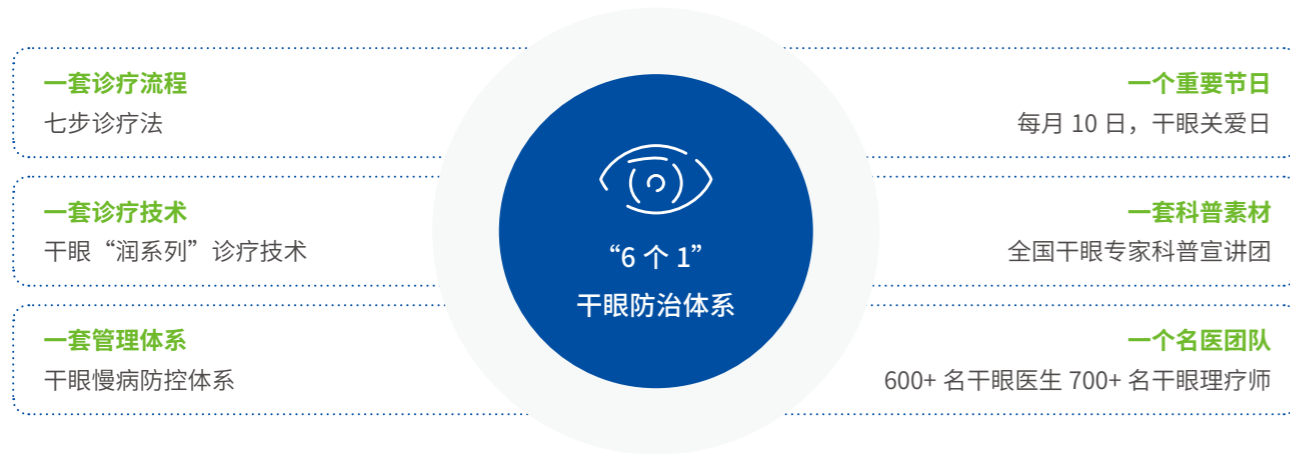 一套诊疗流程
七步诊疗法
一套诊疗技术
干眼“润系列”诊疗技术
一套管理体系
干眼慢病防控体系
“6 个 1”
干眼防治体系
一个重要节日
每月 10 日，干眼关爱日
一套科普素材
全国干眼专家科普宣讲团
一个名医团队
600+ 名干眼医生 700+ 名干眼理疗师